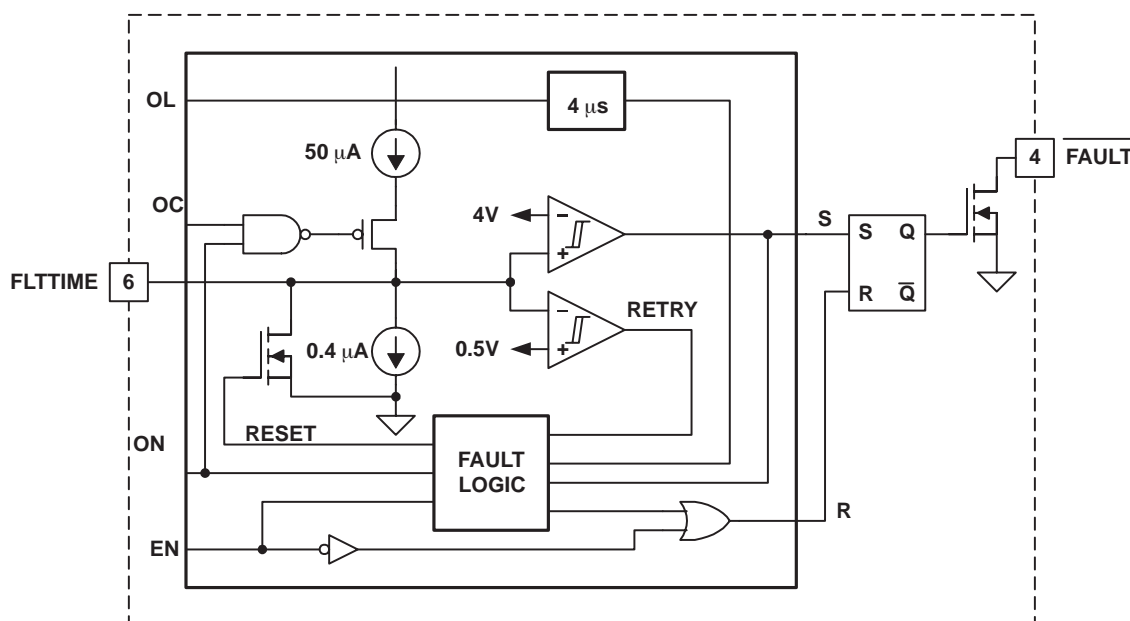 OL
4 μs
50 μA
4
FAULT
OC
4V
−
+
S
S
Q
FLTTIME
6
R
Q
−
+
RETRY
0.4 μA
0.5V
RESET
ON
FAULT
LOGIC
R
EN